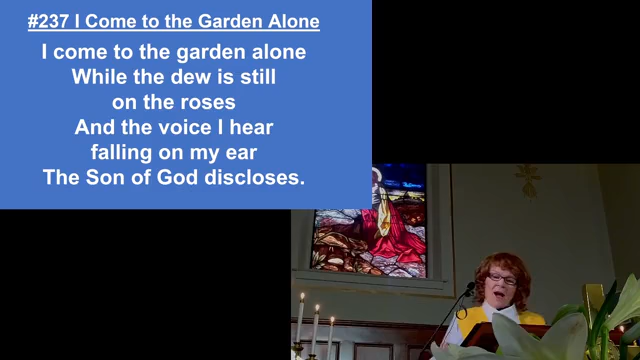 #237 I Come to the Garden Alone
I come to the garden alone
While the dew is still
on the roses
And the voice I hear
falling on my ear
The Son of God discloses.